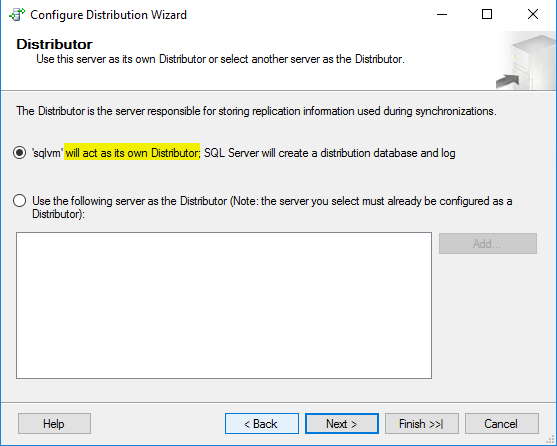 Configure Distribution Wizard
Distributor
Use this server as its own Distributor or select another server as the Distributor.
The Distributor is the server responsible for storing replication information used during synchronizations.
'sqlvm' will act as its own Distributor; SQL Server will create a distribution database and log
Use the following server as the Distributor (Note: the server you select must already be configured as a
Distributor):
Add...
Help
< Back
Next >
Finish >>|
Cancel